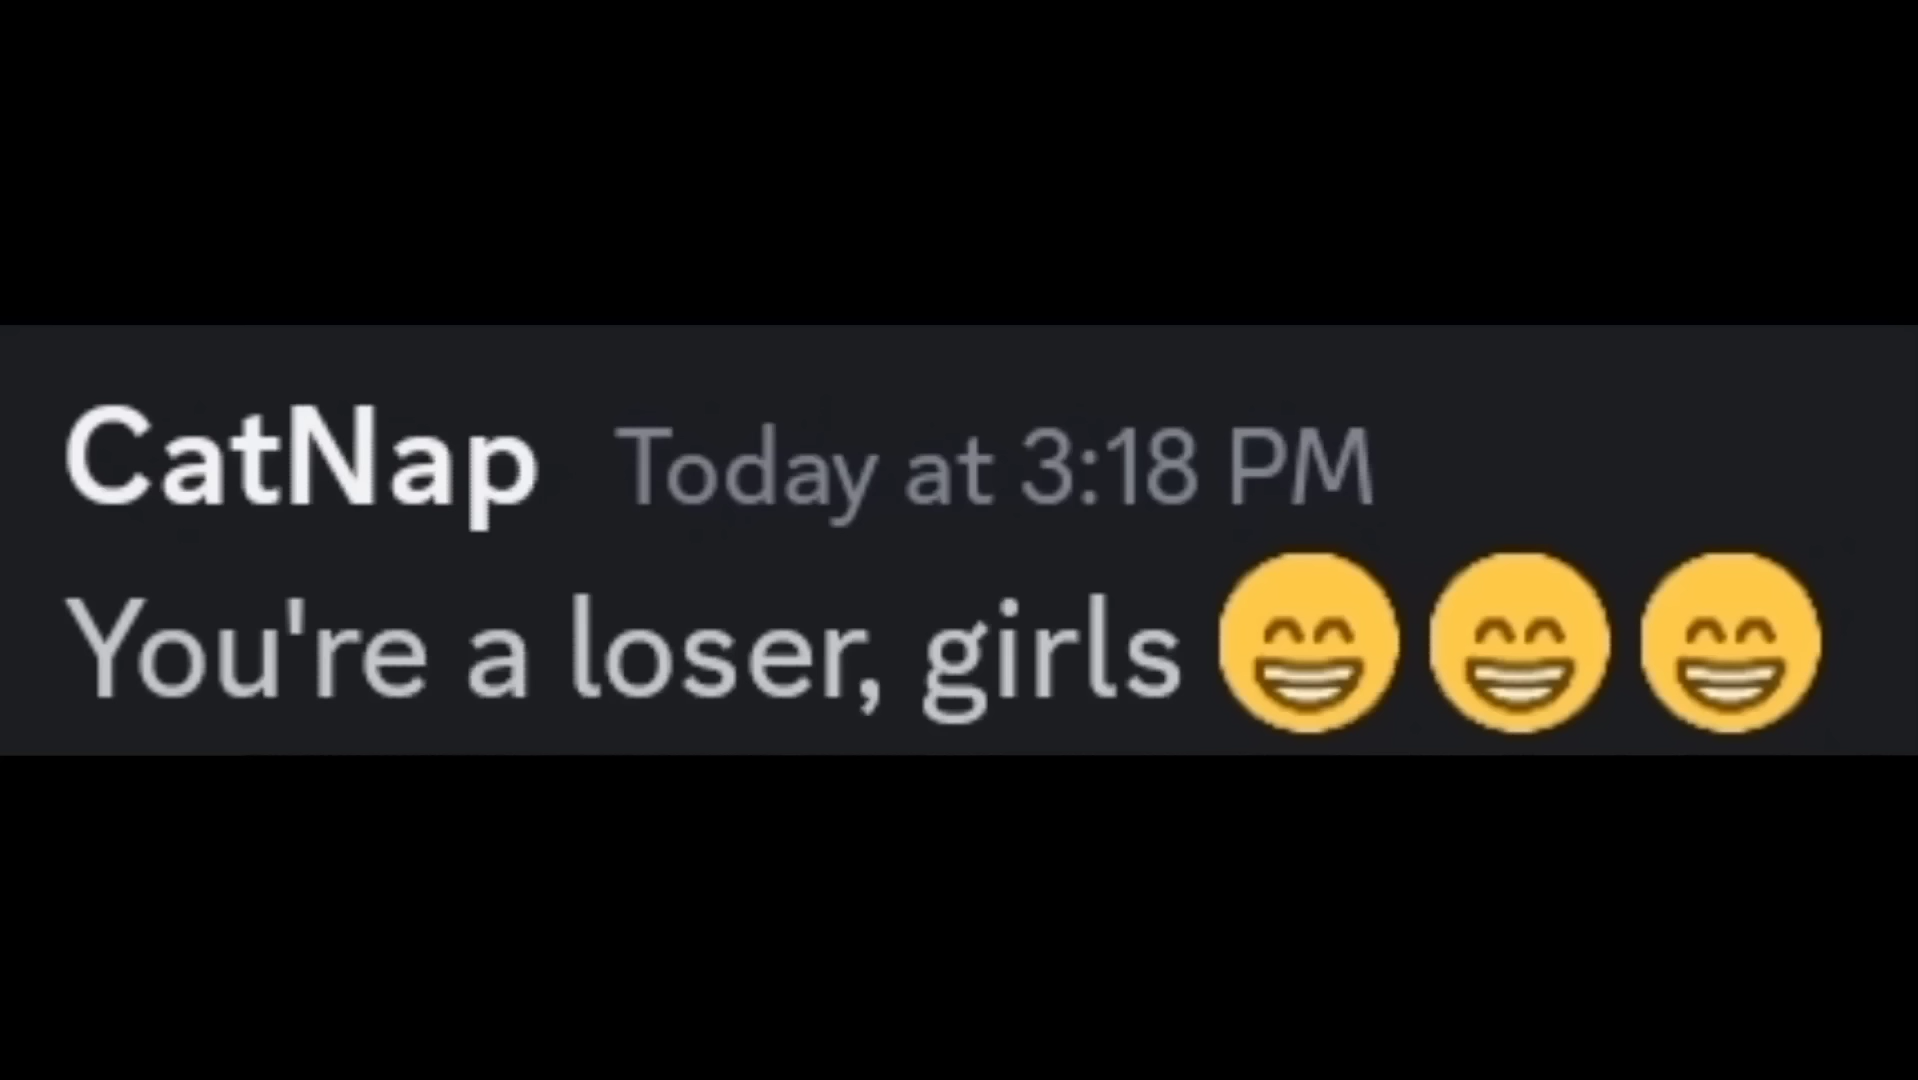 CatNap Today at 3:18 PM
You're a loser, girls 😁😁😁